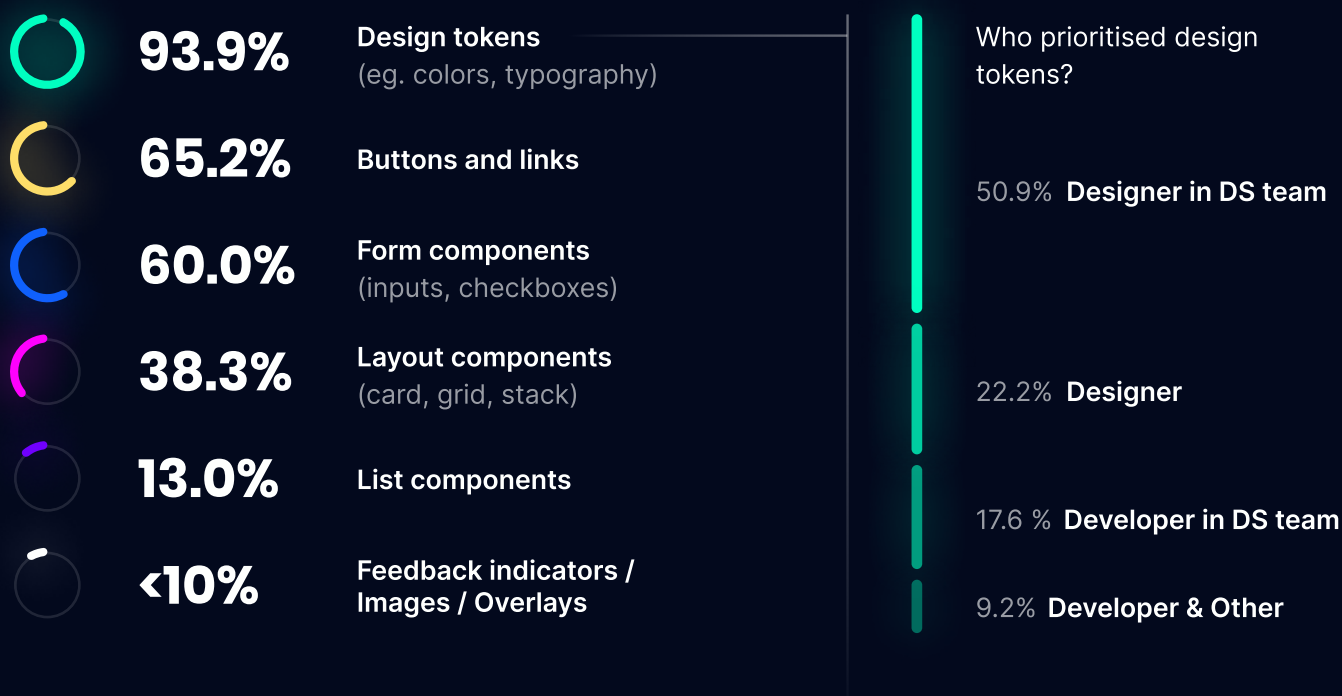 93.9%
Design tokens
(eg. colors, typography)
65.2%
Buttons and links
60.0%
Form components
(inputs, checkboxes)
38.3%
Layout components
(card, grid, stack)
13.0%
List components
<10%
Feedback indicators /
Images / Overlays
Who prioritised design
tokens?
50.9% Designer in DS team
22.2% Designer
17.6 % Developer in DS team
9.2% Developer & Other